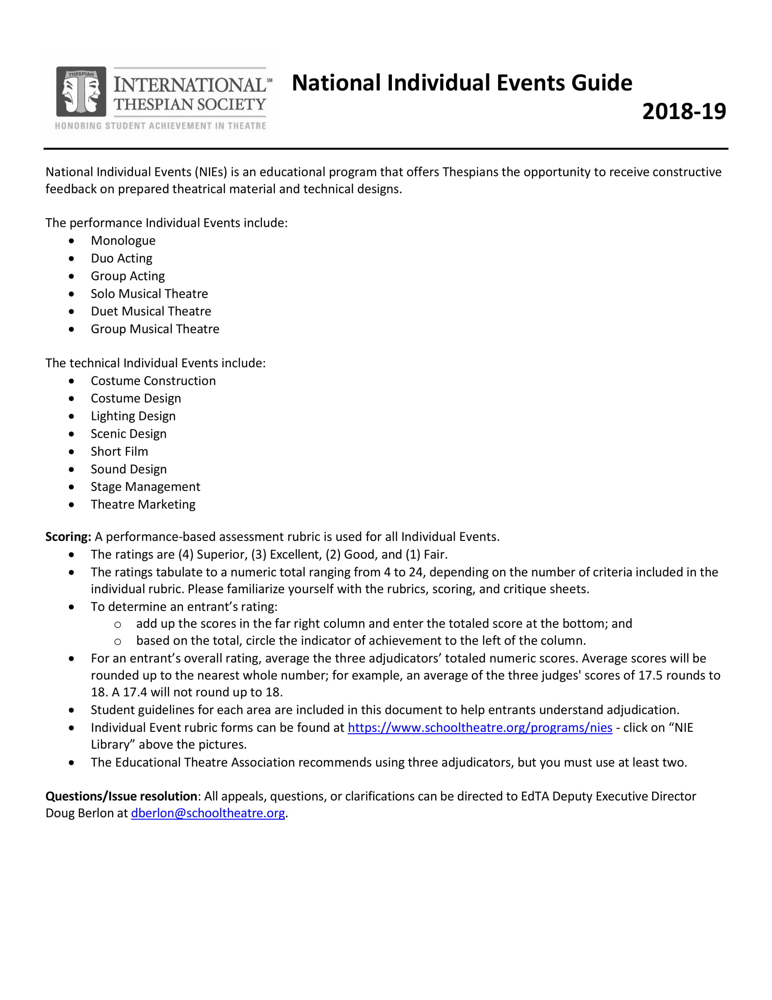 THESPIAN
INTERNATIONAL℠
THESPIAN SOCIETY
HONORING STUDENT ACHIEVEMENT IN THEATRE
National Individual Events Guide
2018-19
National Individual Events (NIEs) is an educational program that offers Thespians the opportunity to receive constructive
feedback on prepared theatrical material and technical designs.
The performance Individual Events include:
• Monologue
• Duo Acting
• Group Acting
• Solo Musical Theatre
• Duet Musical Theatre
• Group Musical Theatre
The technical Individual Events include:
• Costume Construction
• Costume Design
• Lighting Design
• Scenic Design
• Short Film
• Sound Design
• Stage Management
• Theatre Marketing
Scoring: A performance-based assessment rubric is used for all Individual Events.
• The ratings are (4) Superior, (3) Excellent, (2) Good, and (1) Fair.
• The ratings tabulate to a numeric total ranging from 4 to 24, depending on the number of criteria included in the
individual rubric. Please familiarize yourself with the rubrics, scoring, and critique sheets.
• To determine an entrant’s rating:
o add up the scores in the far right column and enter the totaled score at the bottom; and
o based on the total, circle the indicator of achievement to the left of the column.
• For an entrant’s overall rating, average the three adjudicators’ totaled numeric scores. Average scores will be
rounded up to the nearest whole number; for example, an average of the three judges' scores of 17.5 rounds to
18. A 17.4 will not round up to 18.
• Student guidelines for each area are included in this document to help entrants understand adjudication.
• Individual Event rubric forms can be found at https://www.schooltheatre.org/programs/nies - click on “NIE
Library” above the pictures.
• The Educational Theatre Association recommends using three adjudicators, but you must use at least two.
Questions/Issue resolution: All appeals, questions, or clarifications can be directed to EdTA Deputy Executive Director
Doug Berlon at dberlon@schooltheatre.org.